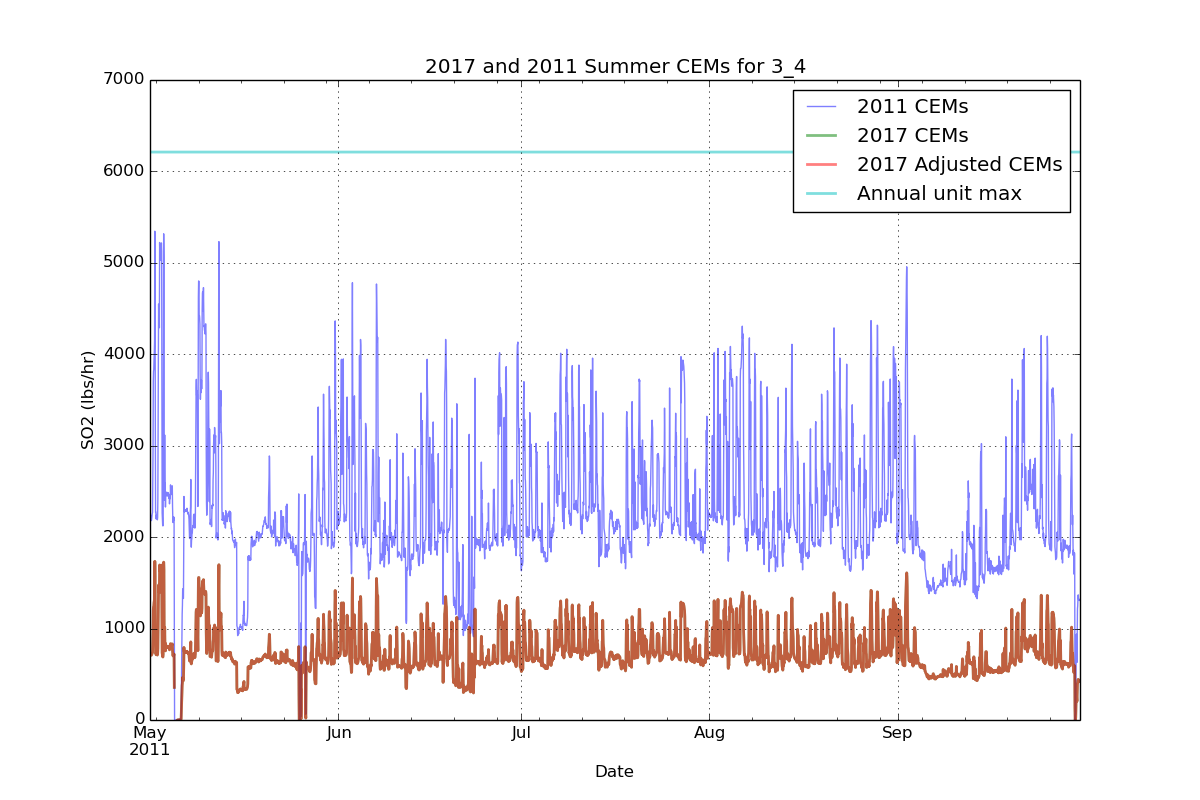 2017 and 2011 Summer CEMs for 3_4
7000
6000
5000
4000
3000
2000
1000
0
SO2 (lbs/hr)
2011 CEMs
2017 CEMs
2017 Adjusted CEMs
Annual unit max
May Jun Jul Aug Sep
2011
Date